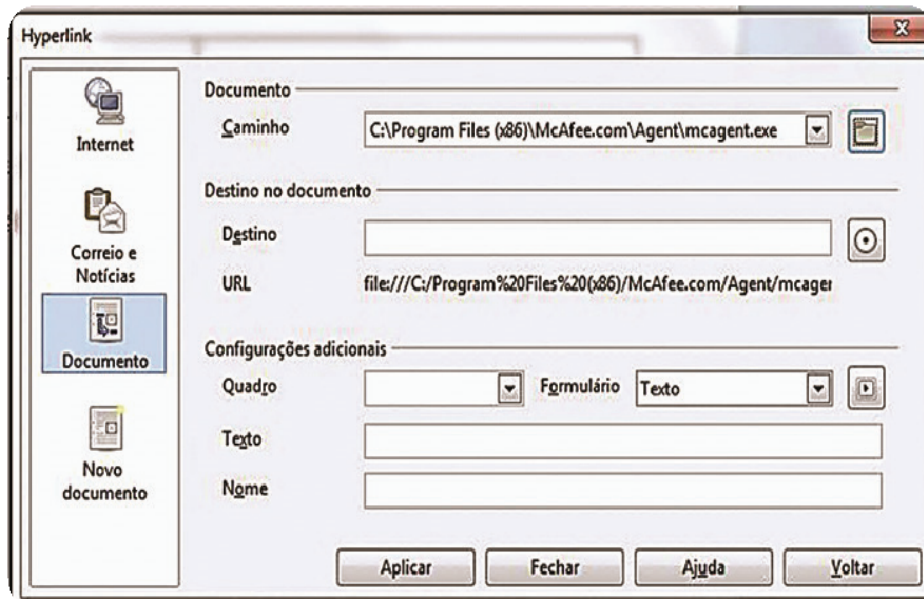 Hyperlink
Internet
Correio e
Notícias
Documento
Novo
documento
Documento
Caminho C:\Program Files (x86)\McAfee.com\Agent\mcagent.exe
Destino no documento
Destino
URL file:///C:/Program%20Files%20(x86)/McAfee.com/Agent/mcager
Configurações adicionais
Quadro Formulário Texto
Texto
Nome
Aplicar Fechar Ajuda Voltar